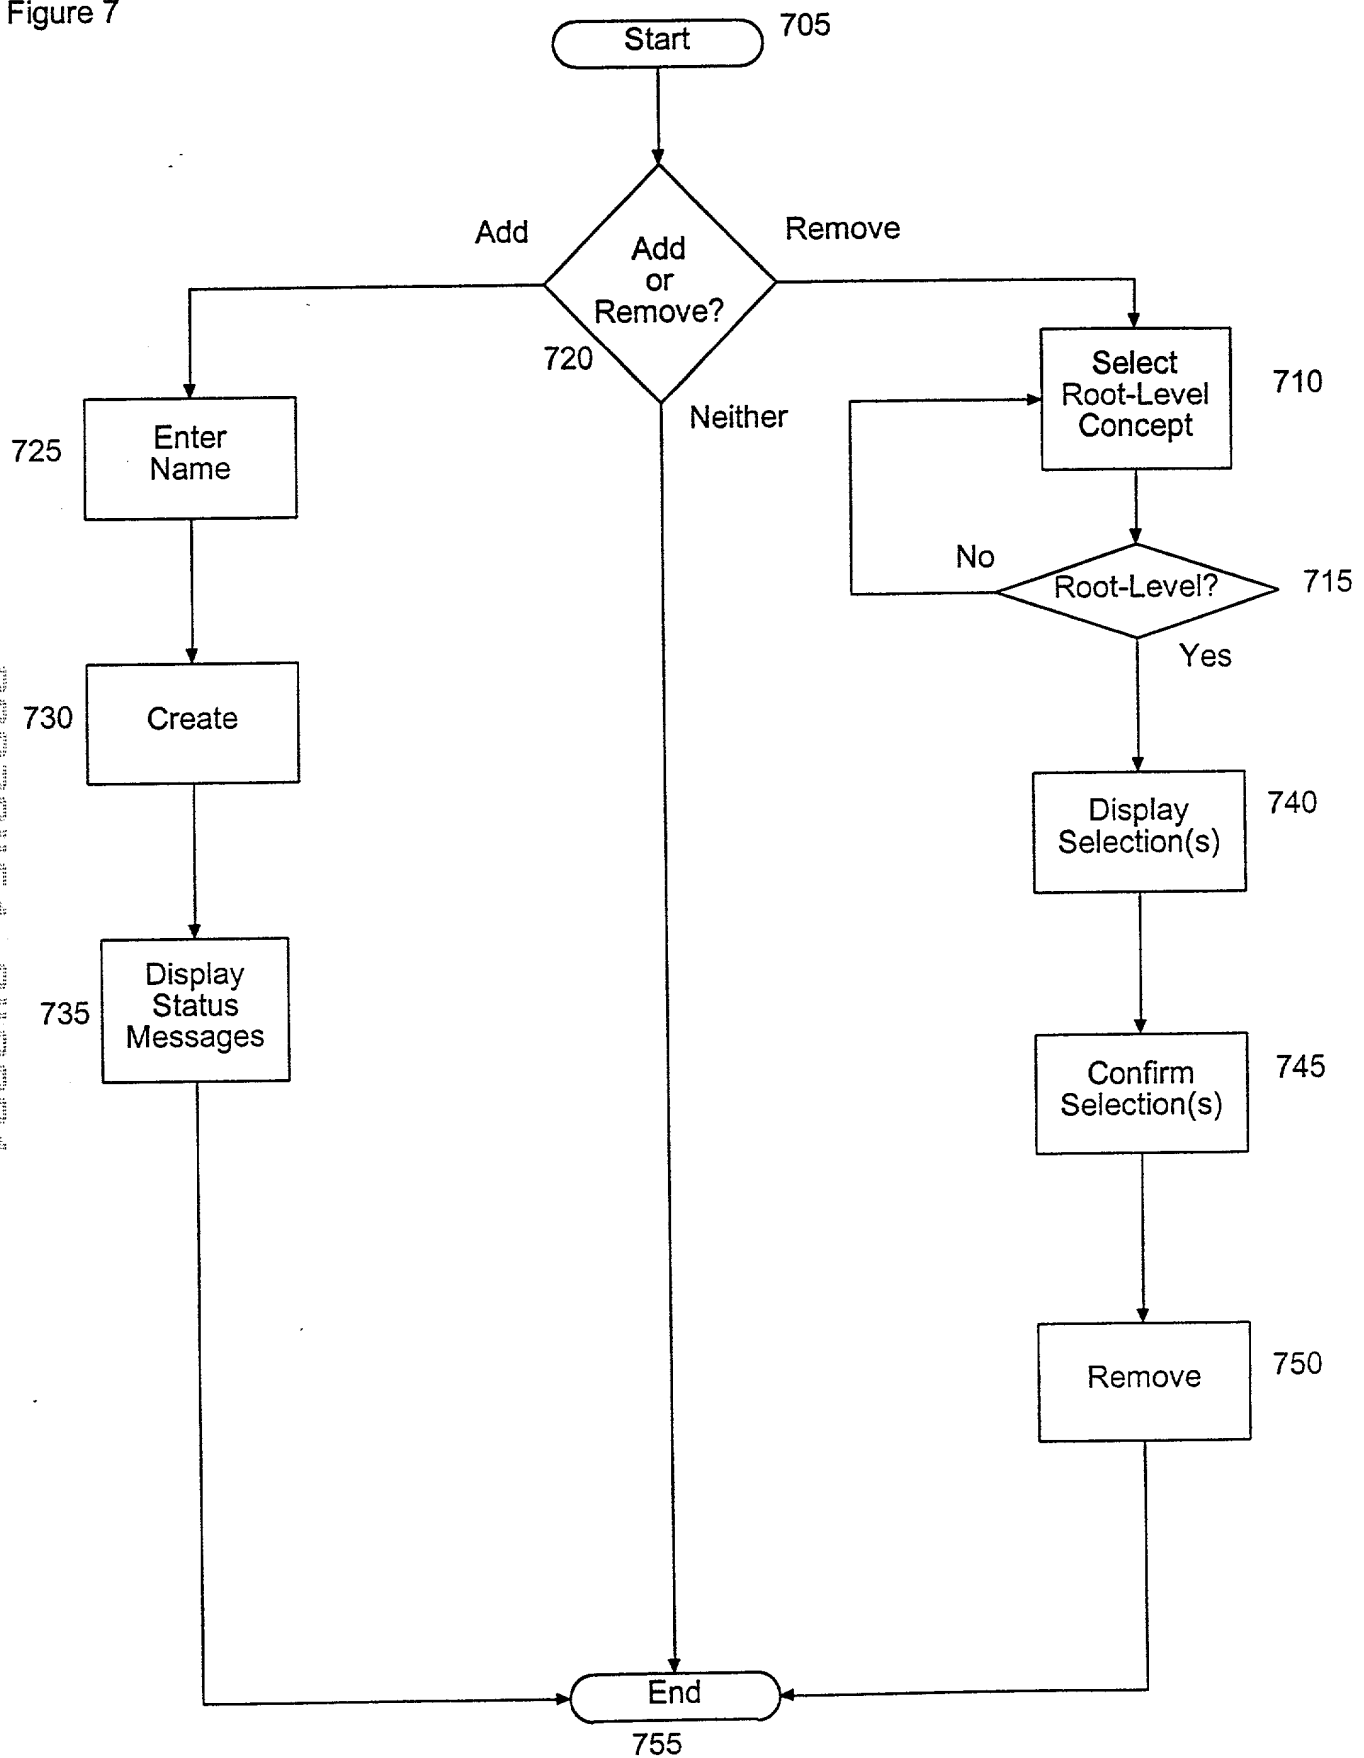 Figure 7
Start
705
Add
Remove
Add
or
Remove?
720
Neither
Select
Root-Level
Concept
710
725
Enter
Name
No
Root-Level?
715
Yes
730
Create
Display
Selection(s)
740
735
Display
Status
Messages
Confirm
Selection(s)
745
Remove
750
End
755